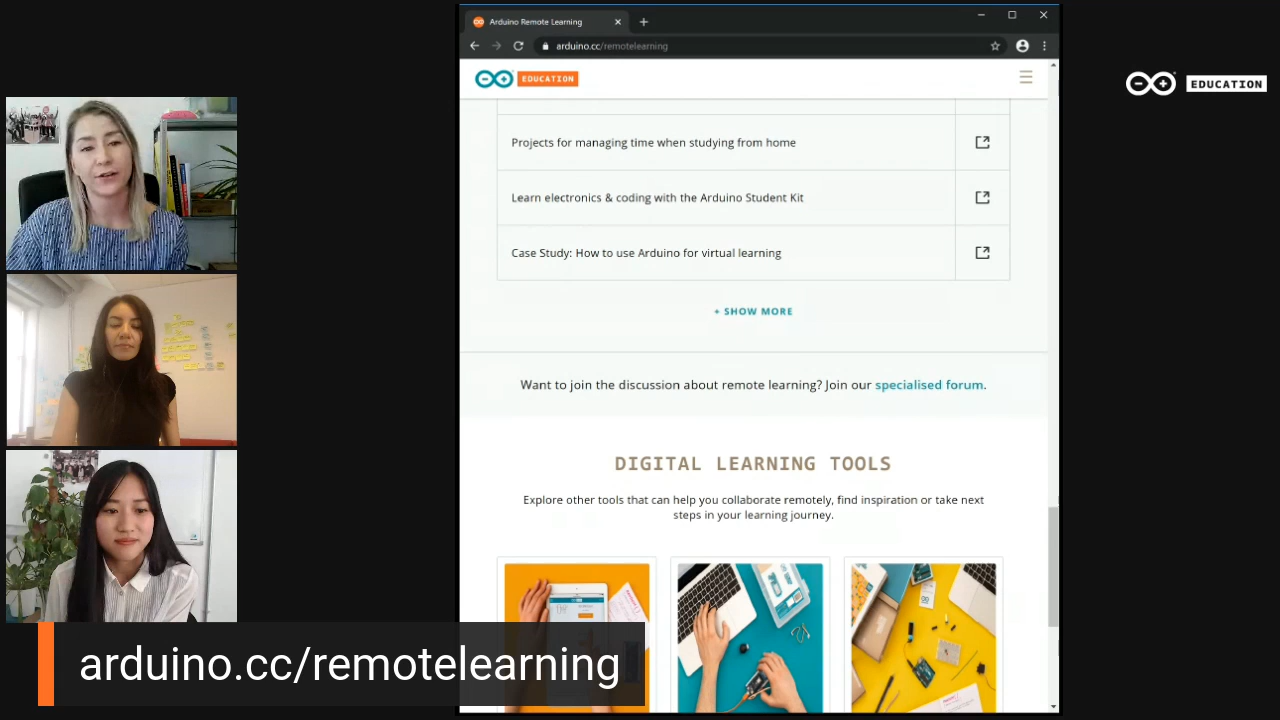 Arduino Remote Learning
arduino.cc/remotelearning
EDUCATION
Projects for managing time when studying from home
Learn electronics & coding with the Arduino Student Kit
Case Study: How to use Arduino for virtual learning
+ SHOW MORE
Want to join the discussion about remote learning? Join our specialised forum.
DIGITAL LEARNING TOOLS
Explore other tools that can help you collaborate remotely, find inspiration or take next
steps in your learning journey.
EDUCATION
arduino.cc/remotelearning